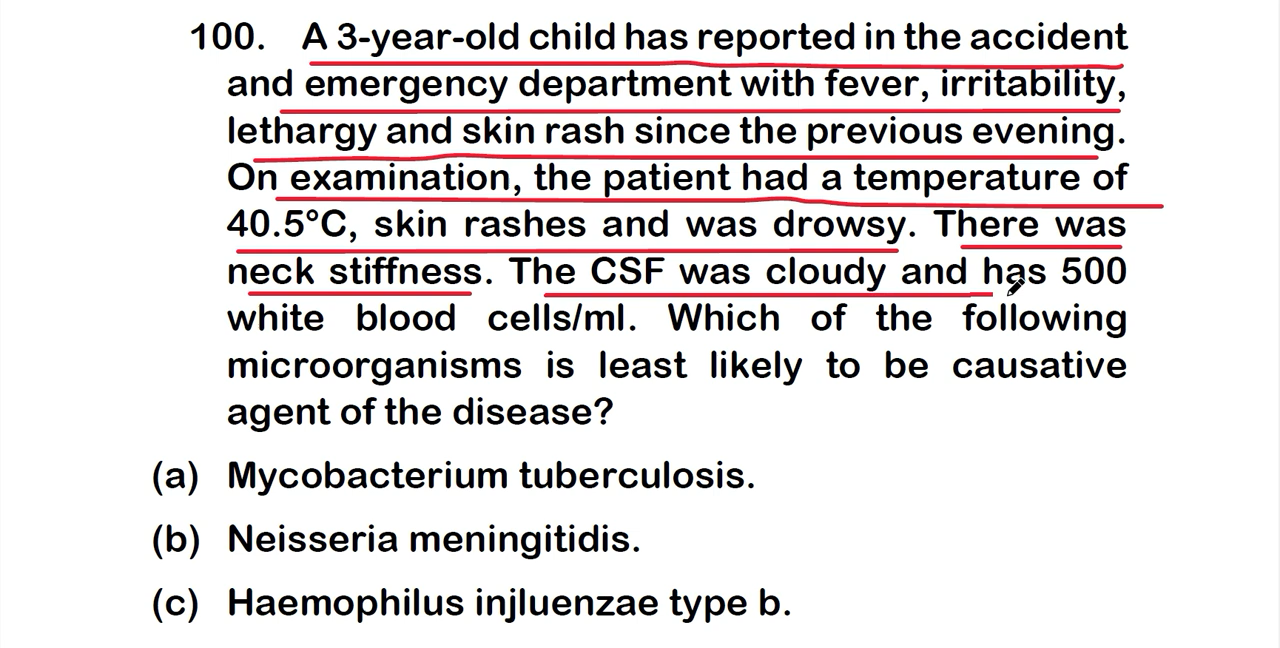 100. A 3-year-old child has reported in the accident
and emergency department with fever, irritability,
lethargy and skin rash since the previous evening.
On examination, the patient had a temperature of
40.5°C, skin rashes and was drowsy. There was
neck stiffness. The CSF was cloudy and has 500
white blood cells/ml. Which of the following
microorganisms is least likely to be causative
agent of the disease?
(a) Mycobacterium tuberculosis.
(b) Neisseria meningitidis.
(c) Haemophilus injluenzae type b.